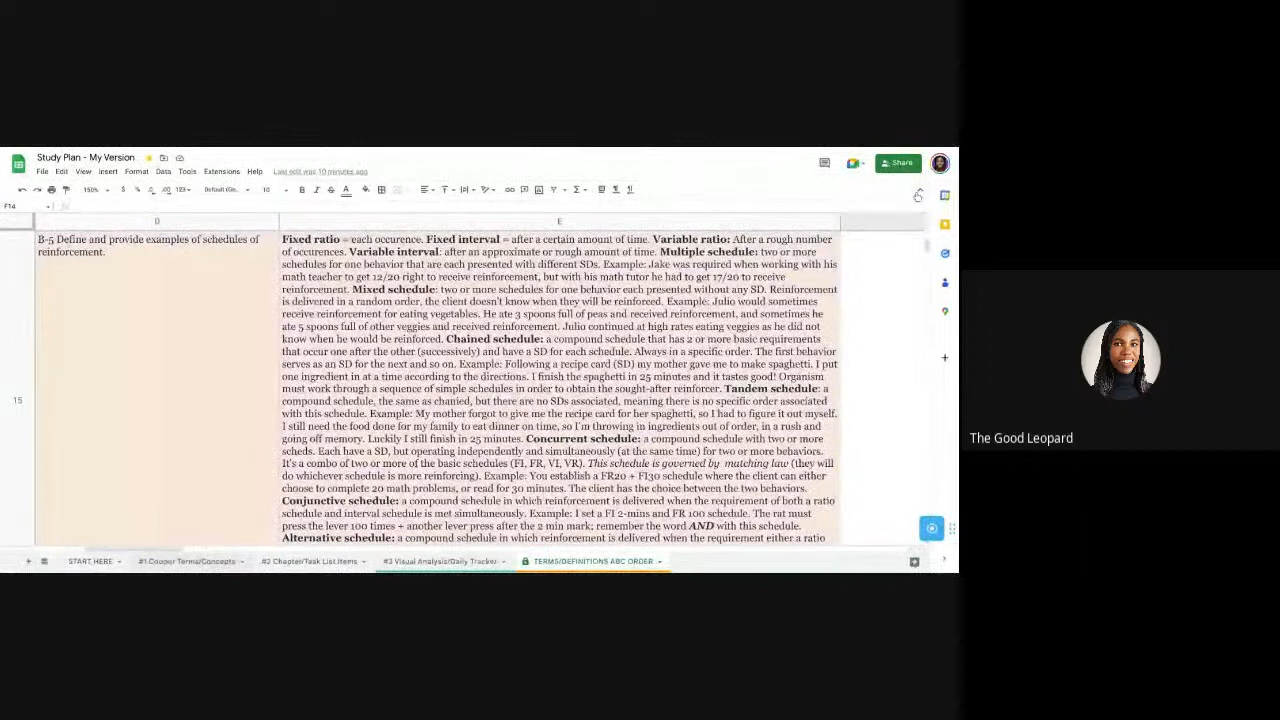 Study Plan - My Version
File Edit View Insert Format Data Tools Extensions Help Last edit was 10 minutes ago
Share
150% $ % .0 .00 123 Default (Ge... 10
F14
D E
15
B-5 Define and provide examples of schedules of
reinforcement.
Fixed ratio = each occurence. Fixed interval = after a certain amount of time. Variable ratio: After a rough number
of occurences. Variable interval: after an approximate or rough amount of time. Multiple schedule: two or more
schedules for one behavior that are each presented with different SDs. Example: Jake was required when working with his
math teacher to get 12/20 right to receive reinforcement, but with his math tutor he had to get 17/20 to receive
reinforcement. Mixed schedule: two or more schedules for one behavior each presented without any SD. Reinforcement
is delivered in a random order, the client doesn't know when they will be reinforced. Example: Julio would sometimes
receive reinforcement for eating vegetables. He ate 3 spoons full of peas and received reinforcement, and sometimes he
ate 5 spoons full of other veggies and received reinforcement. Julio continued at high rates eating veggies as he did not
know when he would be reinforced. Chained schedule: a compound schedule that has 2 or more basic requirements
that occur one after the other (successively) and have a SD for each schedule. Always in a specific order. The first behavior
serves as an SD for the next and so on. Example: Following a recipe card (SD) my mother gave me to make spaghetti. I put
one ingredient in at a time according to the directions. I finish the spaghetti in 25 minutes and it tastes good! Organism
must work through a sequence of simple schedules in order to obtain the sought-after reinforcer. Tandem schedule: a
compound schedule, the same as chanied, but there are no SDs associated, meaning there is no specific order associated
with this schedule. Example: My mother forgot to give me the recipe card for her spaghetti, so I had to figure it out myself.
I still need the food done for my family to eat dinner on time, so I'm throwing in ingredients out of order, in a rush and
going off memory. Luckily I still finish in 25 minutes. Concurrent schedule: a compound schedule with two or more
scheds. Each have a SD, but operating independently and simultaneously (at the same time) for two or more behaviors.
It's a combo of two or more of the basic schedules (FI, FR, VI, VR). This schedule is governed by matching law (they will
do whichever schedule is more reinforcing). Example: You establish a FR20 + FI30 schedule where the client can either
choose to complete 20 math problems, or read for 30 minutes. The client has the choice between the two behaviors.
Conjunctive schedule: a compound schedule in which reinforcement is delivered when the requirement of both a ratio
schedule and interval schedule is met simultaneously. Example: I set a FI 2-mins and FR 100 schedule. The rat must
press the lever 100 times + another lever press after the 2 min mark; remember the word AND with this schedule.
Alternative schedule: a compound schedule in which reinforcement is delivered when the requirement either a ratio
START HERE #1 Cooper Terms/Concepts #2 Chapter/Task List Items #3 Visual Analysis/Daily Tracker TERMS/DEFINITIONS ABC ORDER
The Good Leopard